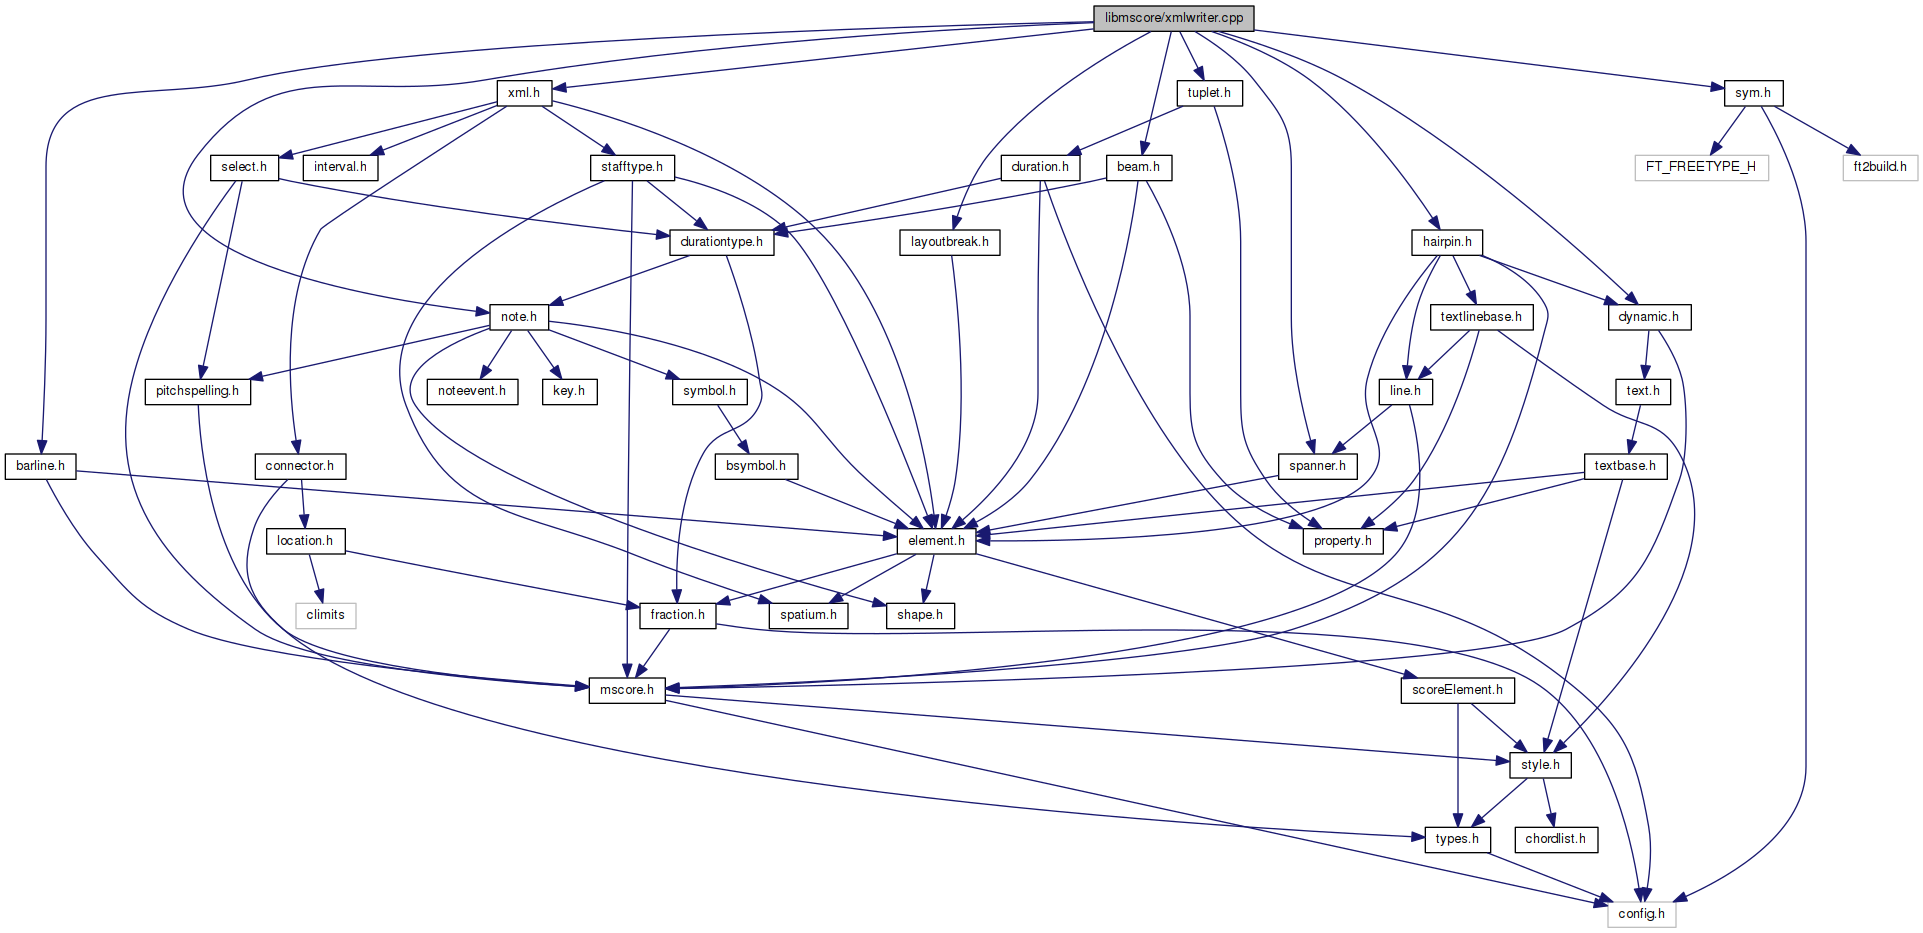 libmscore/xmlwriter.cpp
xml.h
tuplet.h
sym.h
select.h
interval.h
stafftype.h
duration.h
beam.h
FT_FREETYPE_H
ft2build.h
durationtype.h
layoutbreak.h
hairpin.h
note.h
textlinebase.h
dynamic.h
pitchspelling.h
noteevent.h
key.h
symbol.h
line.h
text.h
barline.h
connector.h
bsymbol.h
spanner.h
textbase.h
location.h
element.h
property.h
climits
fraction.h
spatium.h
shape.h
mscore.h
scoreElement.h
style.h
types.h
chordlist.h
config.h